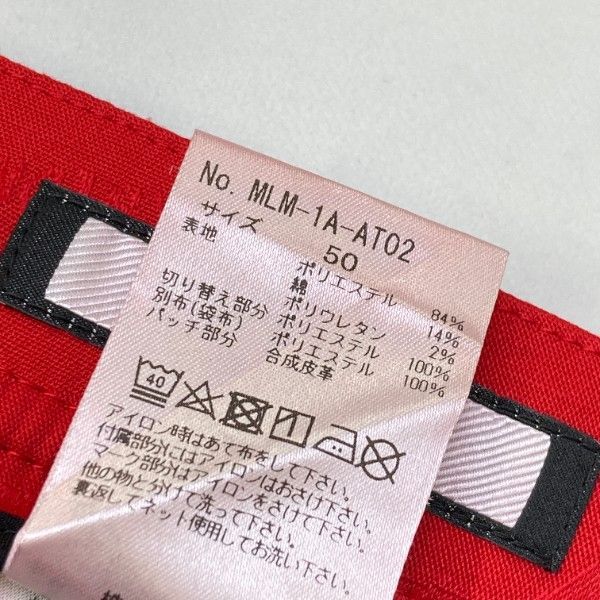 No. MLM-1A-AT02
サイズ 50
表地 ポリエステル 84%
綿 14%
ポリウレタン 2%
切り替え部分 ポリエステル 100%
別布(袋布) ポリエステル 100%
パッチ部分 合成皮革
40
アイロン時はあて布をして下さい。
付属部分にはアイロンはおさけ下さい。
マーク部分はアイロンをさけて下さい。
他の物と分けて洗って下さい。
裏返してネット使用してお洗い下さい。